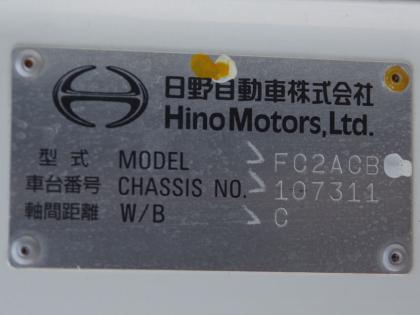 日野自動車株式会社
Hino Motors, Ltd.
型式 MODEL FC2ACB
車台番号 CHASSIS NO. 107311
軸間距離 W/B C